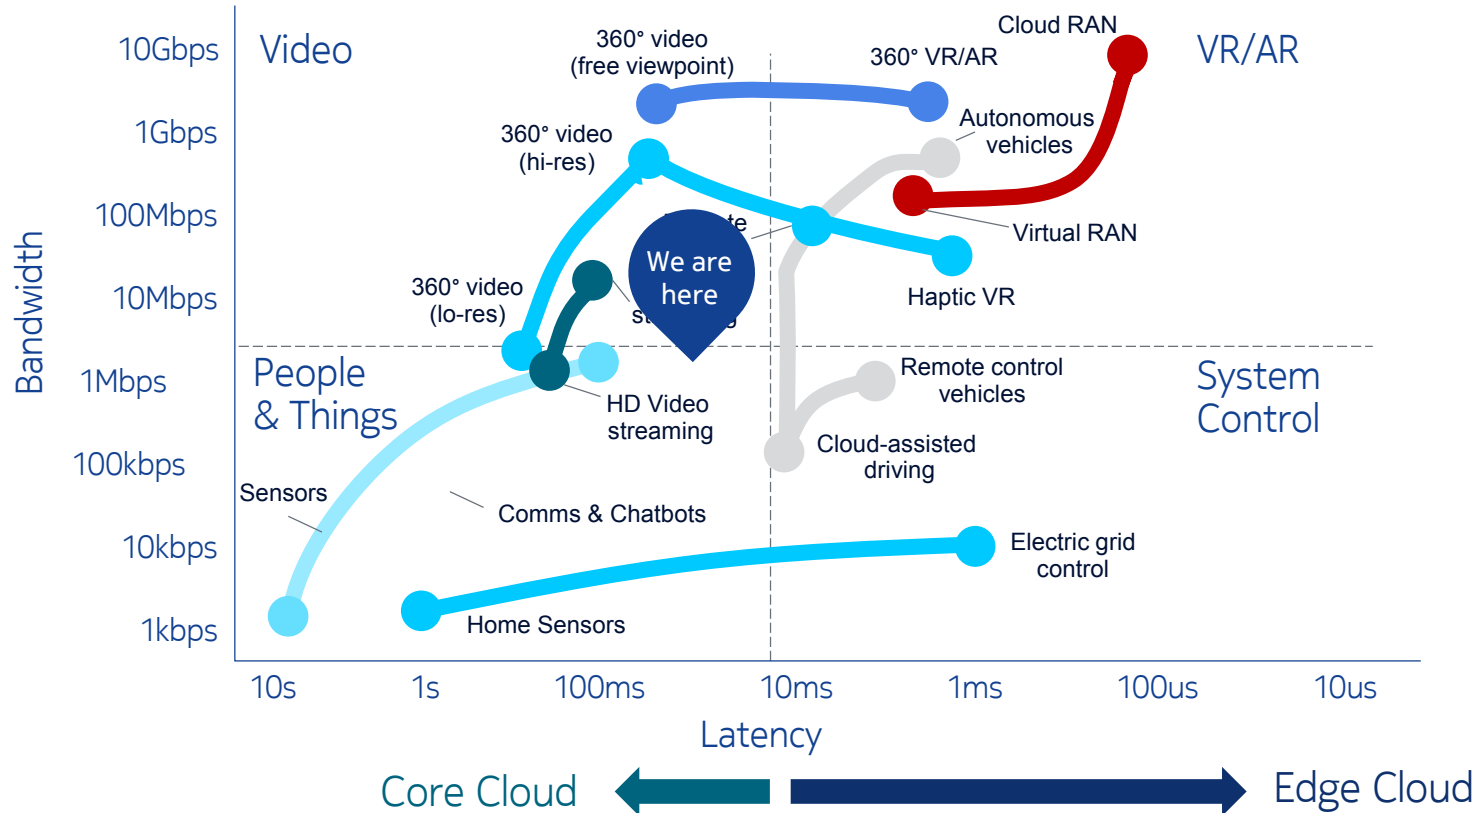 Cloud RAN
10Gbps
Video
360° video
(free viewpoint)
360° VR/AR
VR/AR
1Gbps
360° video
(hi-res)
Autonomous
vehicles
100Mbps
Virtual RAN
We are
here
Bandwidth
10Mbps
360° video
(lo-res)
Haptic VR
1Mbps
People
& Things
HD Video
streaming
Remote control
vehicles
System
Control
100kbps
Cloud-assisted
driving
Sensors
Comms & Chatbots
10kbps
Electric grid
control
1kbps
Home Sensors
10s
1s
100ms
10ms
1ms
100us
10us
Latency
Core Cloud
Edge Cloud